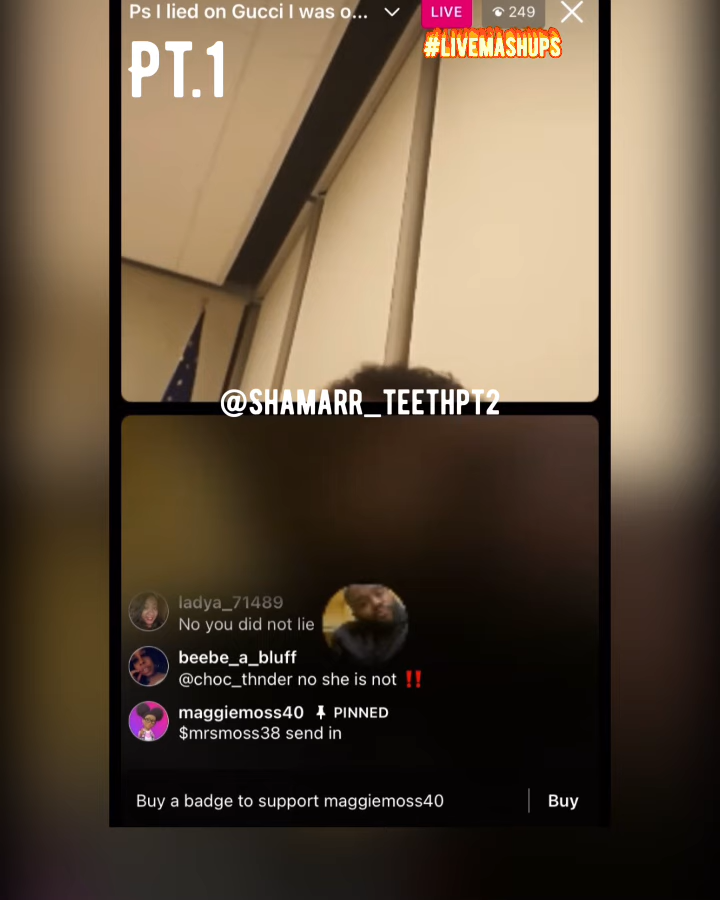 Ps I lied on Gucci I was o...
LIVE
249
#LIVEMASHUPS
PT.1
@SHAMARR_TEETHPT2
ladya_71489
No you did not lie
beebe_a_bluff
@choc_thnder no she is not ‼️
maggiemoss40 PINNED
$mrsmoss38 send in
Buy a badge to support maggiemoss40
Buy